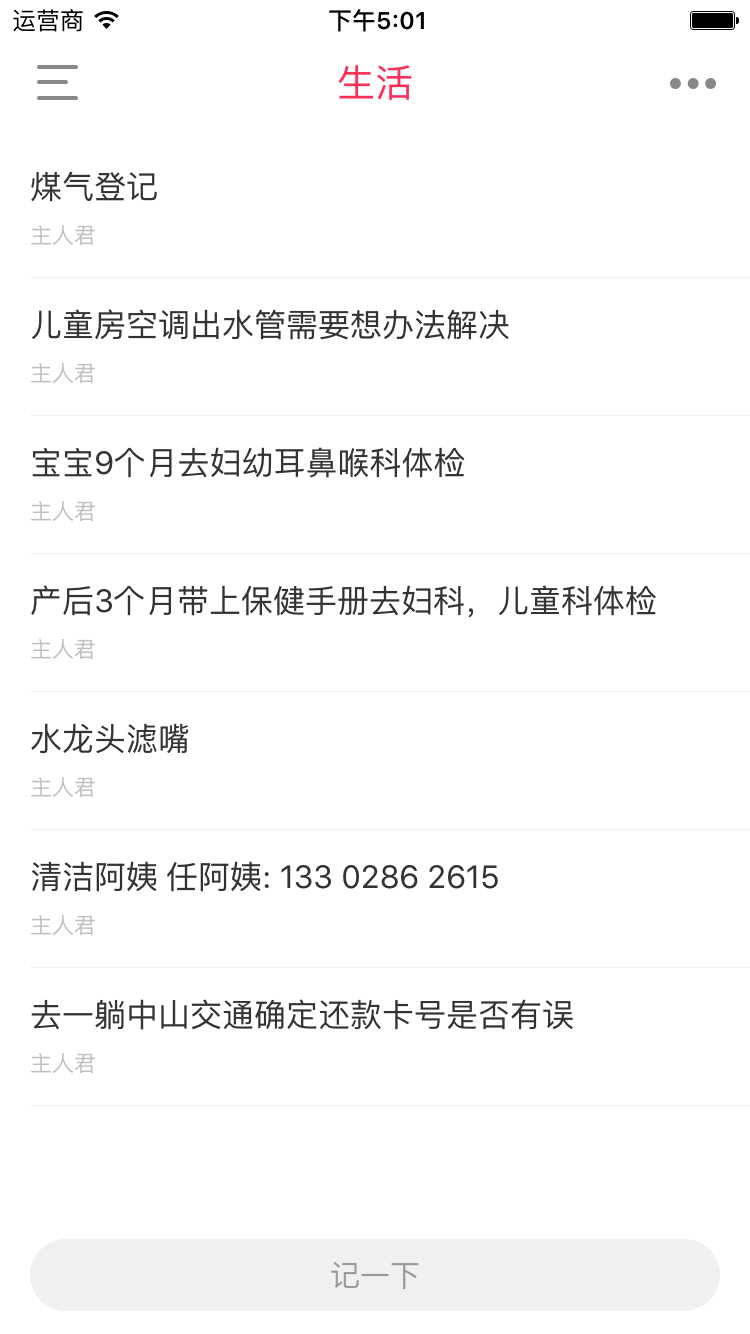 运营商 下午5:01
生活
煤气登记
主人君
儿童房空调出水管需要想办法解决
主人君
宝宝9个月去妇幼耳鼻喉科体检
主人君
产后3个月带上保健手册去妇科，儿童科体检
主人君
水龙头滤嘴
主人君
清洁阿姨 任阿姨: 133 0286 2615
主人君
去一躺中山交通确定还款卡号是否有误
主人君
记一下